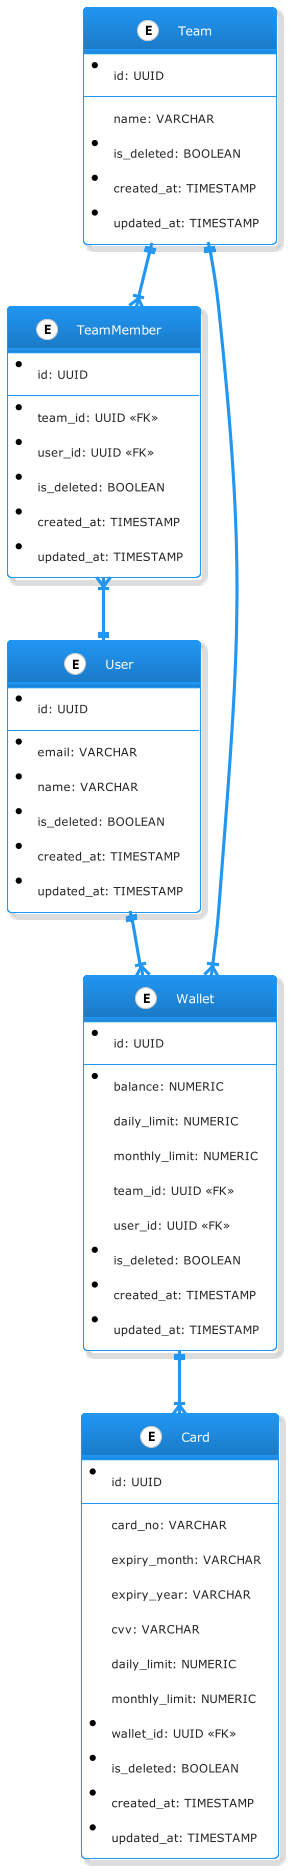 E Team
id: UUID
name: VARCHAR
is_deleted: BOOLEAN
created_at: TIMESTAMP
updated_at: TIMESTAMP
E TeamMember
id: UUID
team_id: UUID «FK»
user_id: UUID «FK»
is_deleted: BOOLEAN
created_at: TIMESTAMP
updated_at: TIMESTAMP
E User
id: UUID
email: VARCHAR
name: VARCHAR
is_deleted: BOOLEAN
created_at: TIMESTAMP
updated_at: TIMESTAMP
E Wallet
id: UUID
balance: NUMERIC
daily_limit: NUMERIC
monthly_limit: NUMERIC
team_id: UUID «FK»
user_id: UUID «FK»
is_deleted: BOOLEAN
created_at: TIMESTAMP
updated_at: TIMESTAMP
E Card
id: UUID
card_no: VARCHAR
expiry_month: VARCHAR
expiry_year: VARCHAR
cvv: VARCHAR
daily_limit: NUMERIC
monthly_limit: NUMERIC
wallet_id: UUID «FK»
is_deleted: BOOLEAN
created_at: TIMESTAMP
updated_at: TIMESTAMP